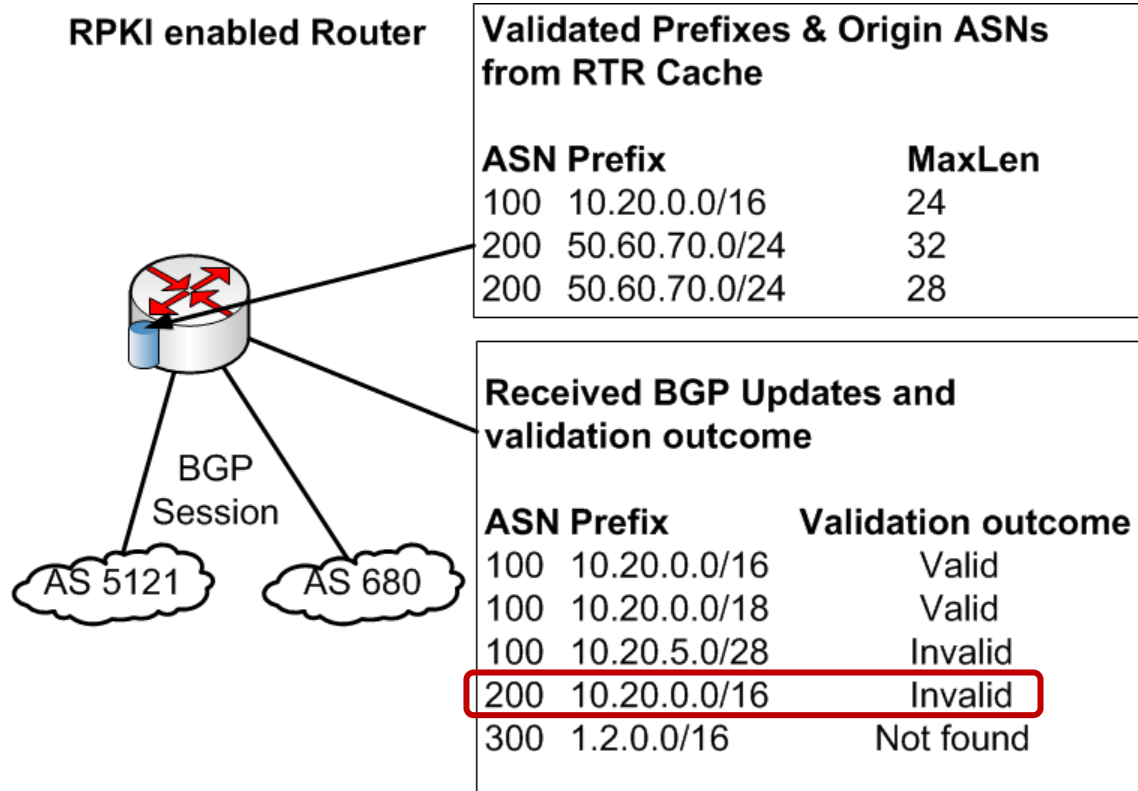 RPKI enabled Router
Validated Prefixes & Origin ASNs
from RTR Cache
ASN Prefix MaxLen
100 10.20.0.0/16 24
200 50.60.70.0/24 32
200 50.60.70.0/24 28
BGP
Session
AS 5121 AS 680
Received BGP Updates and
validation outcome
ASN Prefix Validation outcome
100 10.20.0.0/16 Valid
100 10.20.0.0/18 Valid
100 10.20.5.0/28 Invalid
200 10.20.0.0/16 Invalid
300 1.2.0.0/16 Not found